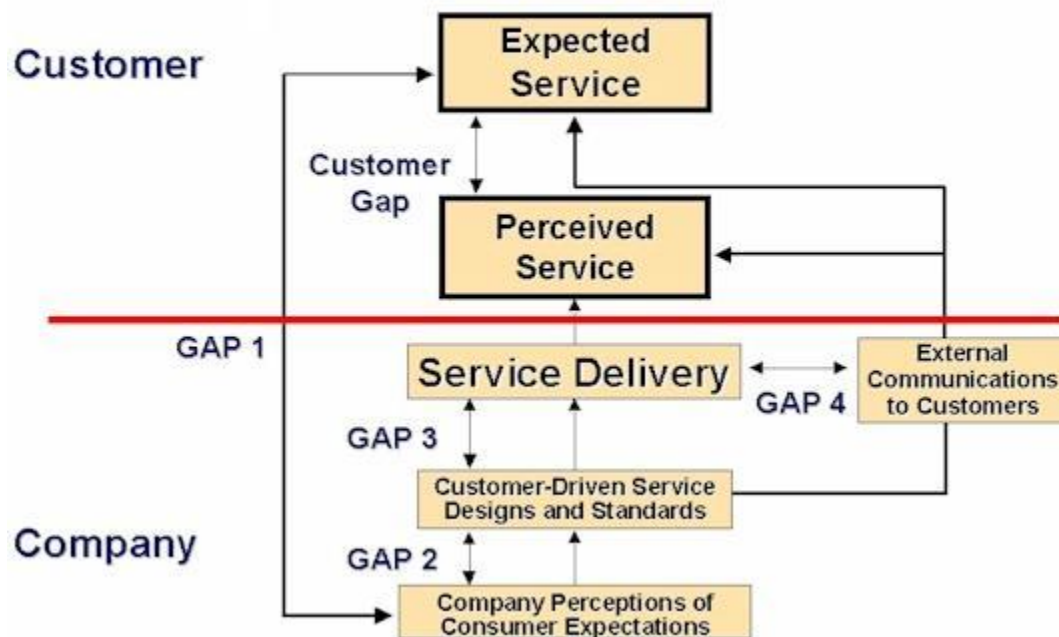 Customer
Expected
Service
Customer
Gap
Perceived
Service
GAP 1
Service Delivery
GAP 4
External
Communications
to Customers
GAP 3
Customer-Driven Service
Designs and Standards
Company
GAP 2
Company Perceptions of
Consumer Expectations